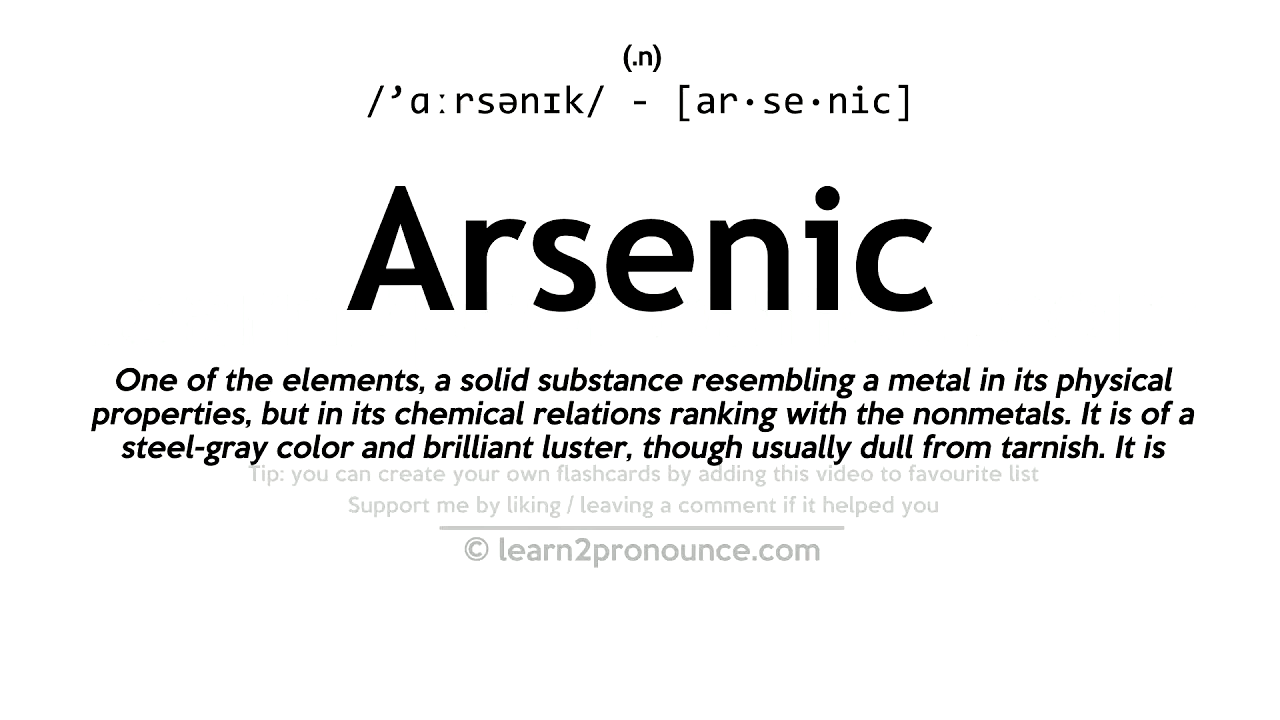 (.n)
/’ɑːrsənɪk/ - [ar·se·nic]
Arsenic
One of the elements, a solid substance resembling a metal in its physical
properties, but in its chemical relations ranking with the nonmetals. It is of a
steel-gray color and brilliant luster, though usually dull from tarnish. It is
Tip: you can create your own flashcards by adding this video to favourite list
Support me by liking / leaving a comment if it helped you
© learn2pronounce.com